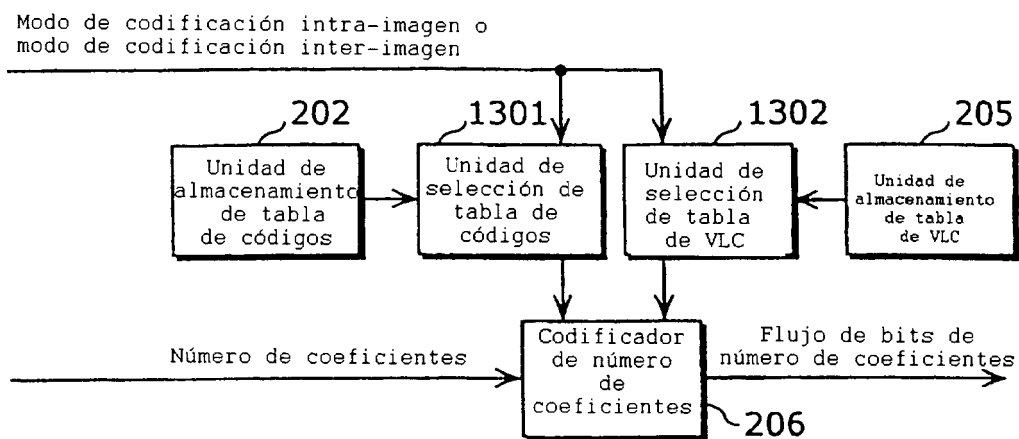 Modo de codificación intra-imagen o
modo de codificación inter-imagen
202
1301
1302
205
Unidad de
almacenamiento
de tabla
de códigos
Unidad de
selección de
tabla de
códigos
Unidad de
selección
de tabla
de VLC
Unidad de
almacenamiento
de tabla
de VLC
Número de coeficientes
Codificador
de número
de
coeficientes
Flujo de bits de
número de coeficientes
206